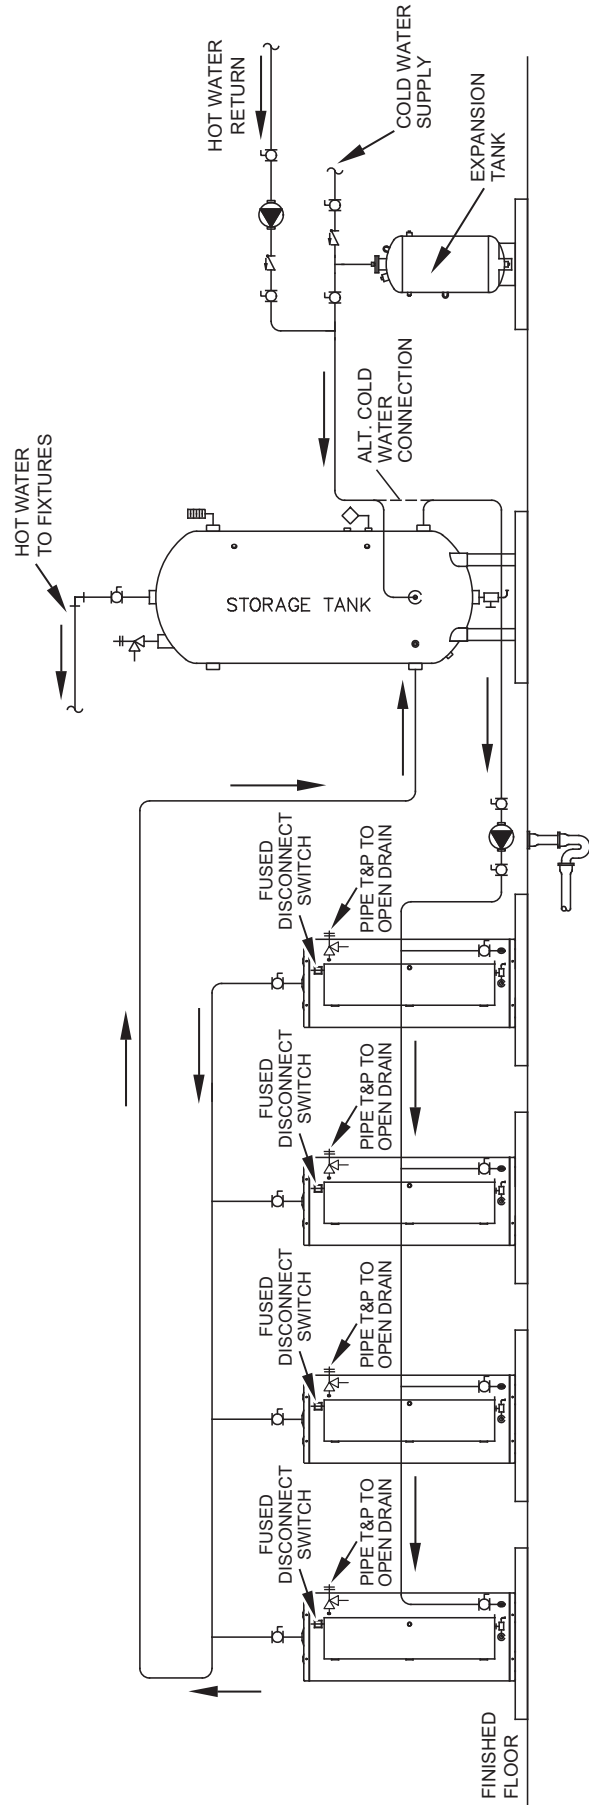 HOT WATER
TO FIXTURES
HOT WATER
RETURN
COLD WATER
SUPPLY
EXPANSION
TANK
ALT. COLD
WATER
CONNECTION
STORAGE TANK
FUSED
DISCONNECT
SWITCH
PIPE T&P TO
OPEN DRAIN
FUSED
DISCONNECT
SWITCH
PIPE T&P TO
OPEN DRAIN
FUSED
DISCONNECT
SWITCH
PIPE T&P TO
OPEN DRAIN
FUSED
DISCONNECT
SWITCH
PIPE T&P TO
OPEN DRAIN
FINISHED
FLOOR